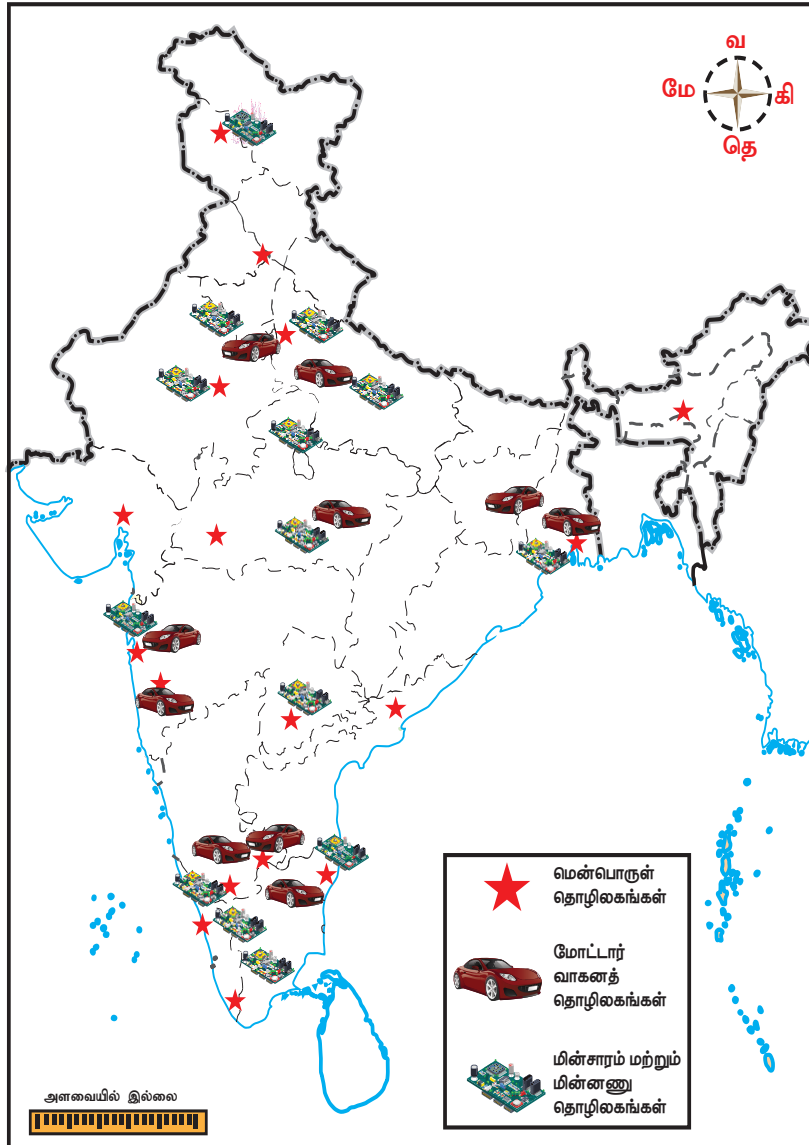 வ
மே
கி
தெ
மென்பொருள்
தொழிலகங்கள்
மோட்டார்
வாகனத்
தொழிலகங்கள்
மின்சாரம் மற்றும்
மின்னணு
தொழிலகங்கள்
அளவையில் இல்லை